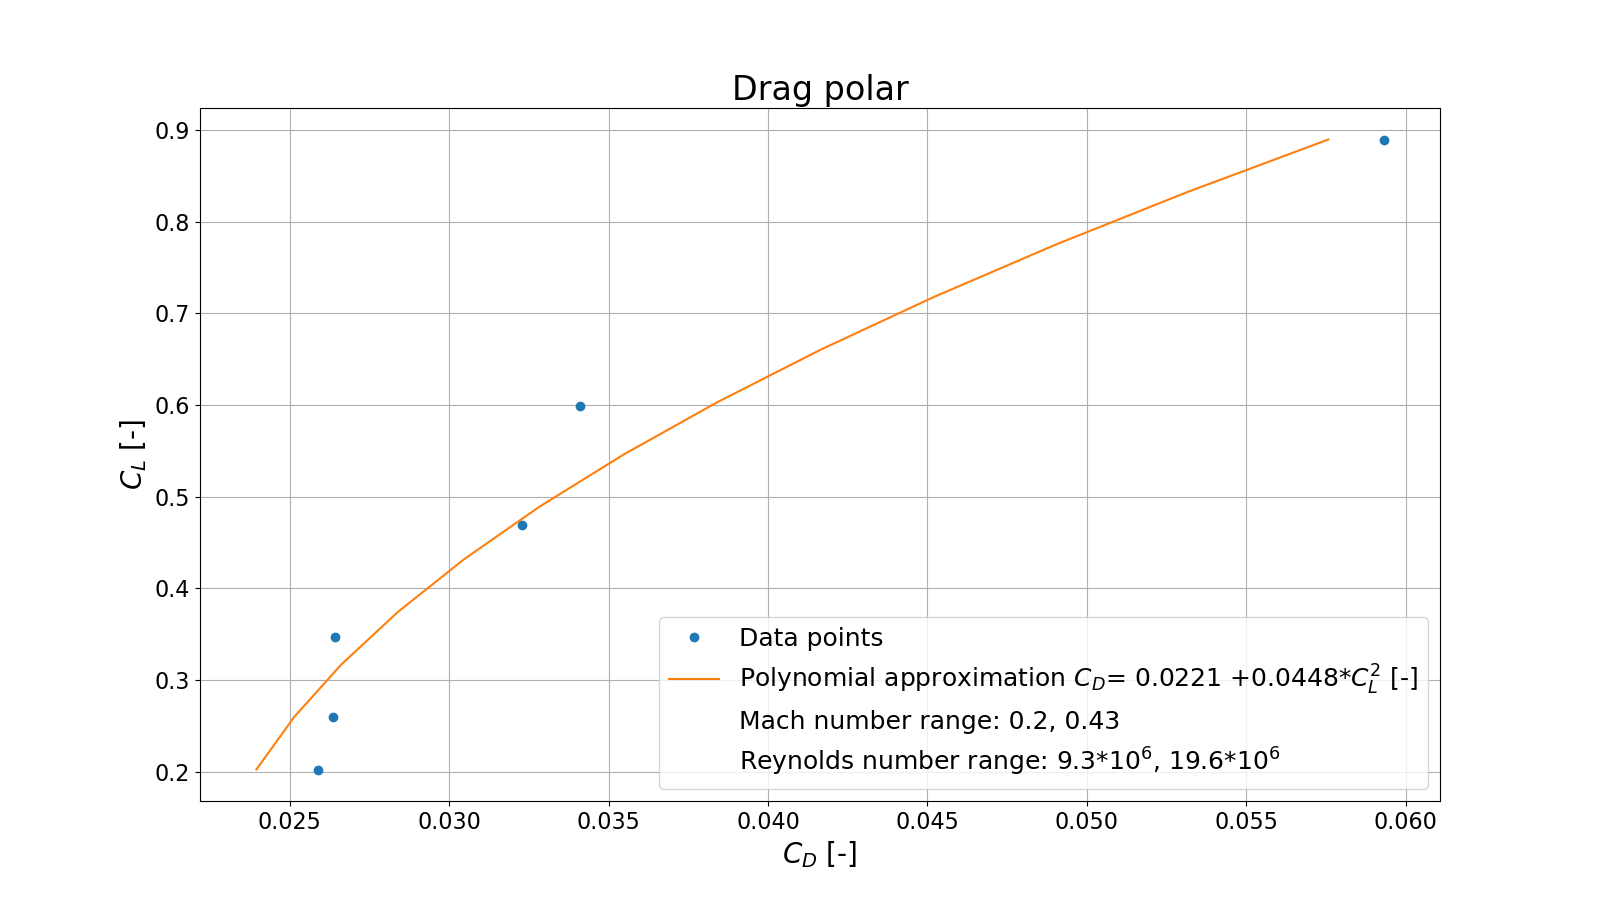 Drag polar
0.9
0.8
0.7
0.6
0.5
0.4
0.3
0.2
C_L [-]
Data points
Polynomial approximation C_D= 0.0221 +0.0448*C_L^2 [-]
Mach number range: 0.2, 0.43
Reynolds number range: 9.3*10^6, 19.6*10^6
0.025 0.030 0.035 0.040 0.045 0.050 0.055 0.060
C_D [-]